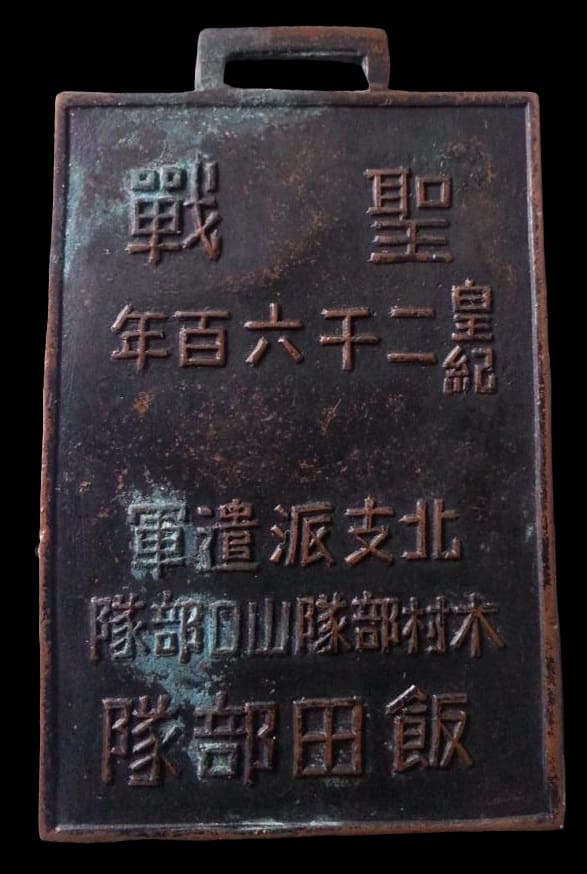 聖戰
皇紀二千六百年
北支派遣軍
木村部隊山口部隊
飯田部隊